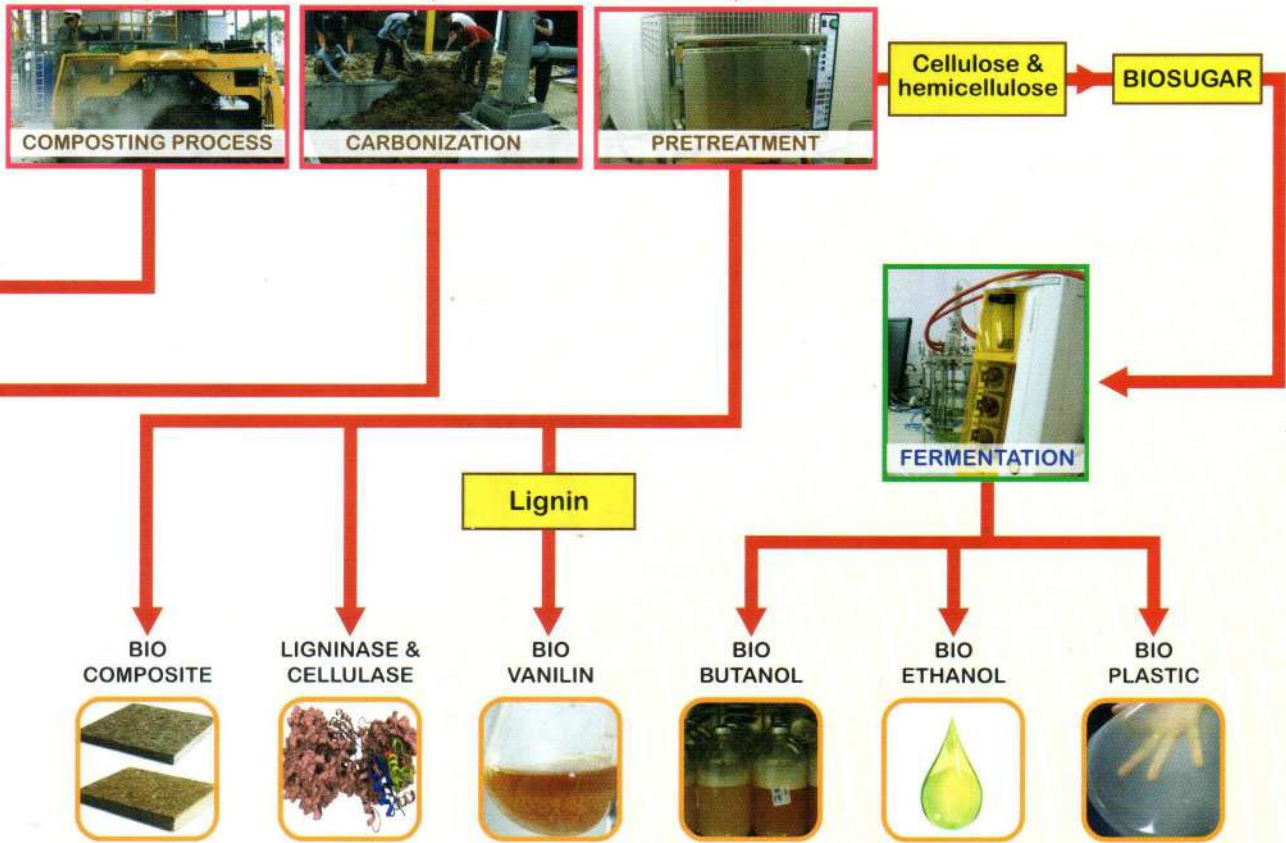 COMPOSTING PROCESS
CARBONIZATION
PRETREATMENT
Cellulose &
hemicellulose
BIOSUGAR
FERMENTATION
Lignin
BIO
COMPOSITE
LIGNINASE &
CELLULASE
BIO
VANILIN
BIO
BUTANOL
BIO
ETHANOL
BIO
PLASTIC